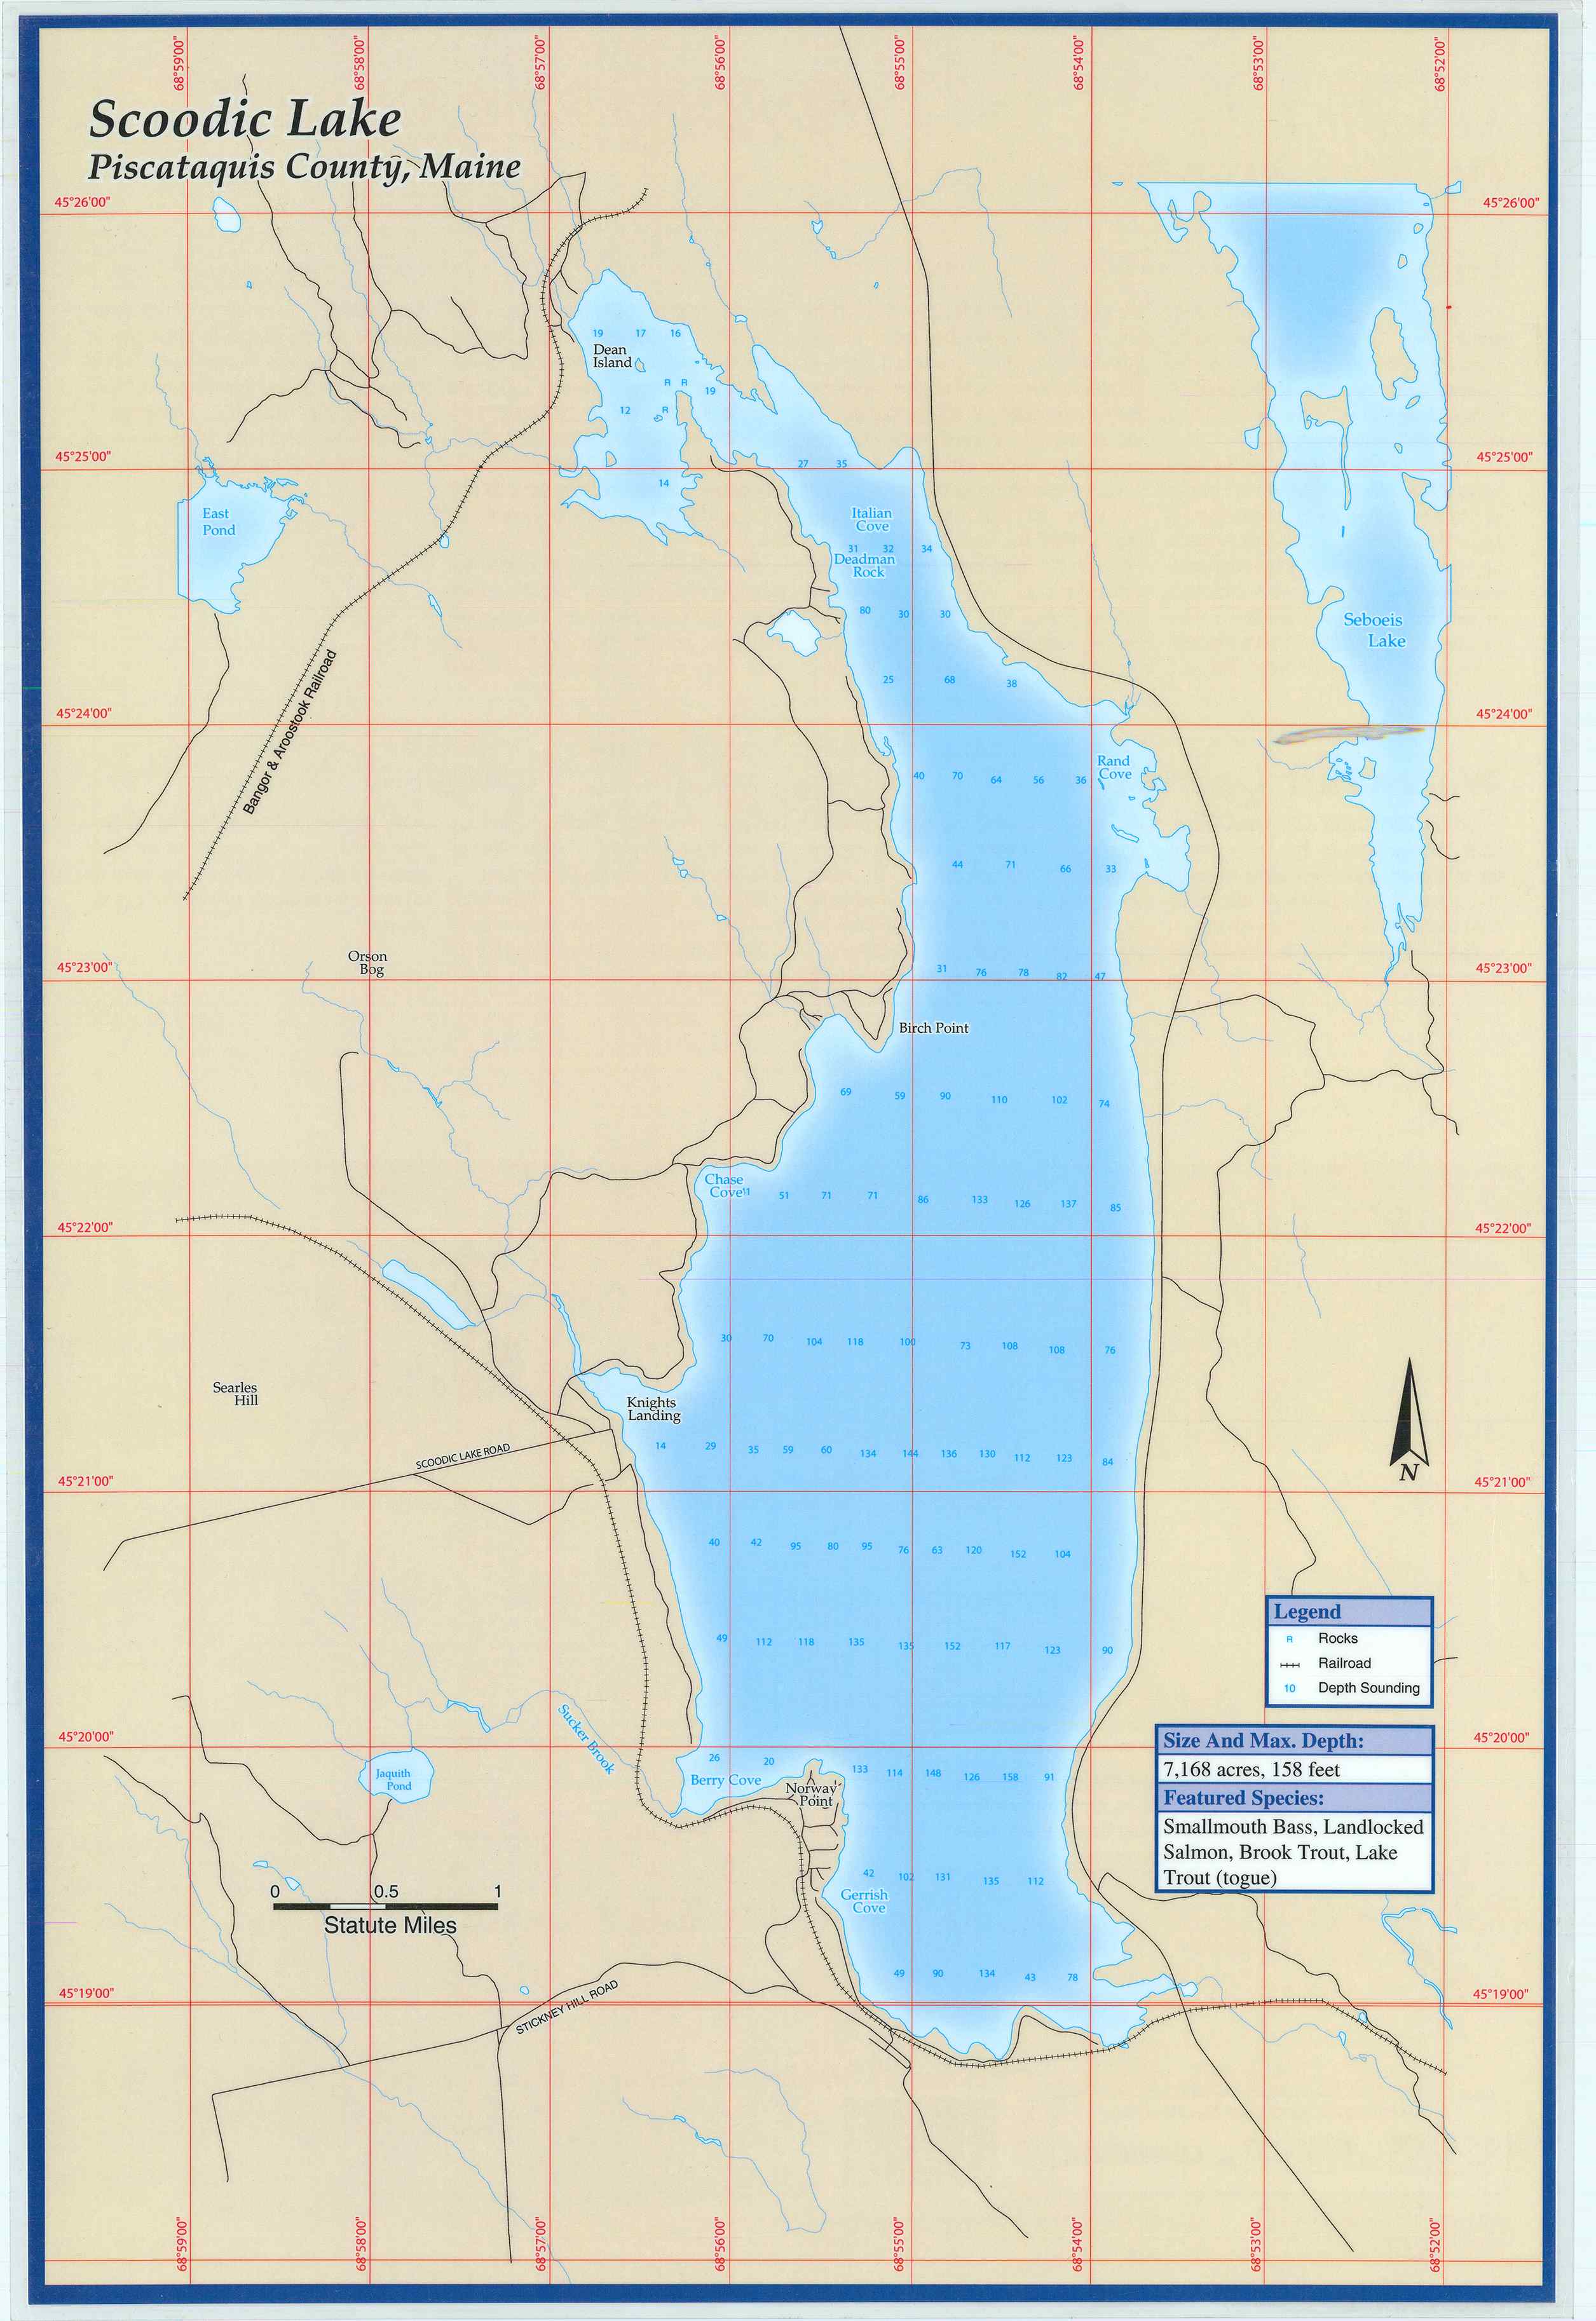 68°59'00"
68°58'00"
68°57'00"
68°56'00"
68°55'00"
68°54'00"
68°53'00"
68°52'00"
Scoodic Lake
Piscataquis County, Maine
45°26'00"
45°26'00"
19 17 16
Dean
Island
R R
19
12 R
45°25'00"
27 35
45°25'00"
14
East
Pond
Italian
Cove
31 32 34
Deadman
Rock
80 30 30
Seboeis
Lake
Bangor & Aroostook Railroad
25 68 38
45°24'00"
45°24'00"
Rand
Cove
40 70 64 56 36
44 71 66 33
Orson
Bog
45°23'00"
31 76 78 82 47
45°23'00"
Birch Point
69 59 90 110 102 74
Chase
Cove
11 51 71 71 86 133 126 137 85
45°22'00"
45°22'00"
30 70 104 118 100 73 108 108 76
Searles
Hill
Knights
Landing
N
SCOODIC LAKE ROAD
14 29 35 59 60 134 144 136 130 112 123 84
45°21'00"
45°21'00"
40 42 95 80 95 76 63 120 152 104
49 112 118 135 135 152 117 123 90
Legend
R Rocks
Railroad
10 Depth Sounding
Sucker Brook
45°20'00"
45°20'00"
26 20
Berry Cove
Norway
Point
133 114 148 126 158 91
Jaquith
Pond
Size And Max. Depth:
7,168 acres, 158 feet
Featured Species:
Smallmouth Bass, Landlocked
Salmon, Brook Trout, Lake
Trout (togue)
42 102 131 135 112
Gerrish
Cove
0 0.5 1
Statute Miles
49 90 134 43 78
45°19'00"
45°19'00"
STICKNEY HILL ROAD
68°59'00"
68°58'00"
68°57'00"
68°56'00"
68°55'00"
68°54'00"
68°53'00"
68°52'00"